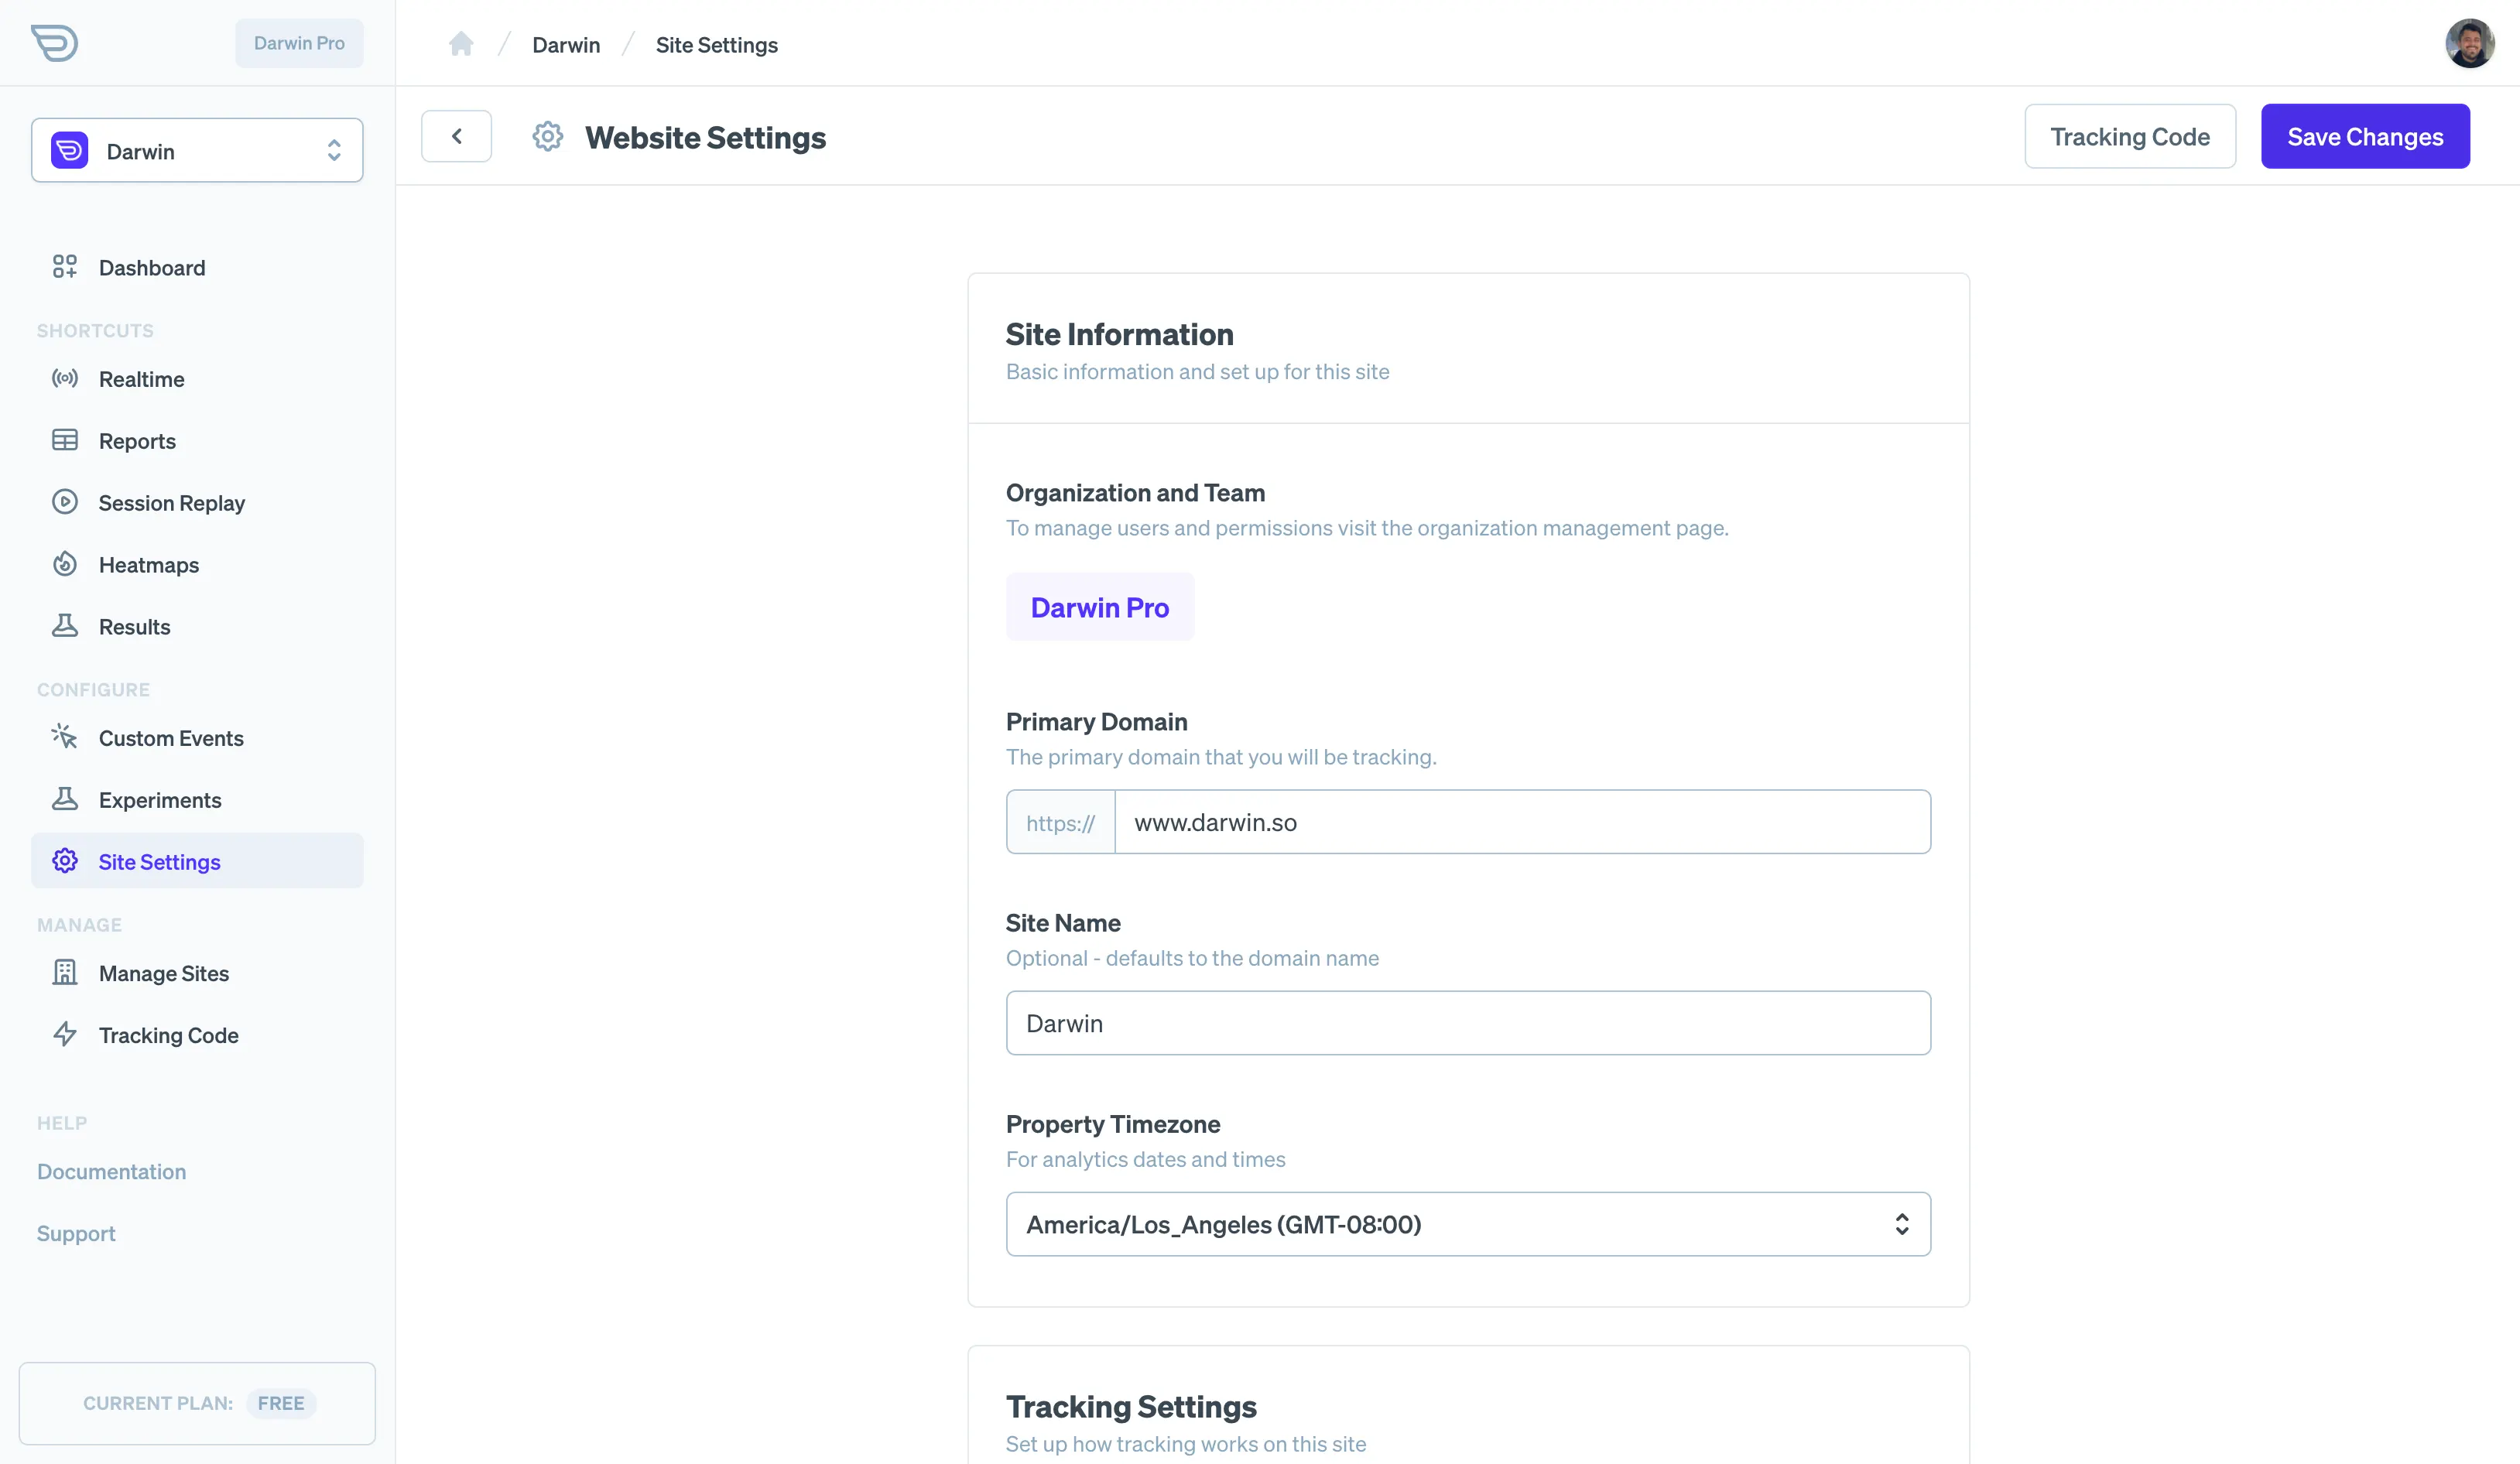 Darwin Pro
Darwin
Site Settings
Darwin
Website Settings
Tracking Code
Save Changes
Dashboard
SHORTCUTS
Realtime
Reports
Session Replay
Heatmaps
Results
CONFIGURE
Custom Events
Experiments
Site Settings
MANAGE
Manage Sites
Tracking Code
HELP
Documentation
Support
CURRENT PLAN: FREE
Site Information
Basic information and set up for this site
Organization and Team
To manage users and permissions visit the organization management page.
Darwin Pro
Primary Domain
The primary domain that you will be tracking.
https:// www.darwin.so
Site Name
Optional - defaults to the domain name
Darwin
Property Timezone
For analytics dates and times
America/Los_Angeles (GMT-08:00)
Tracking Settings
Set up how tracking works on this site